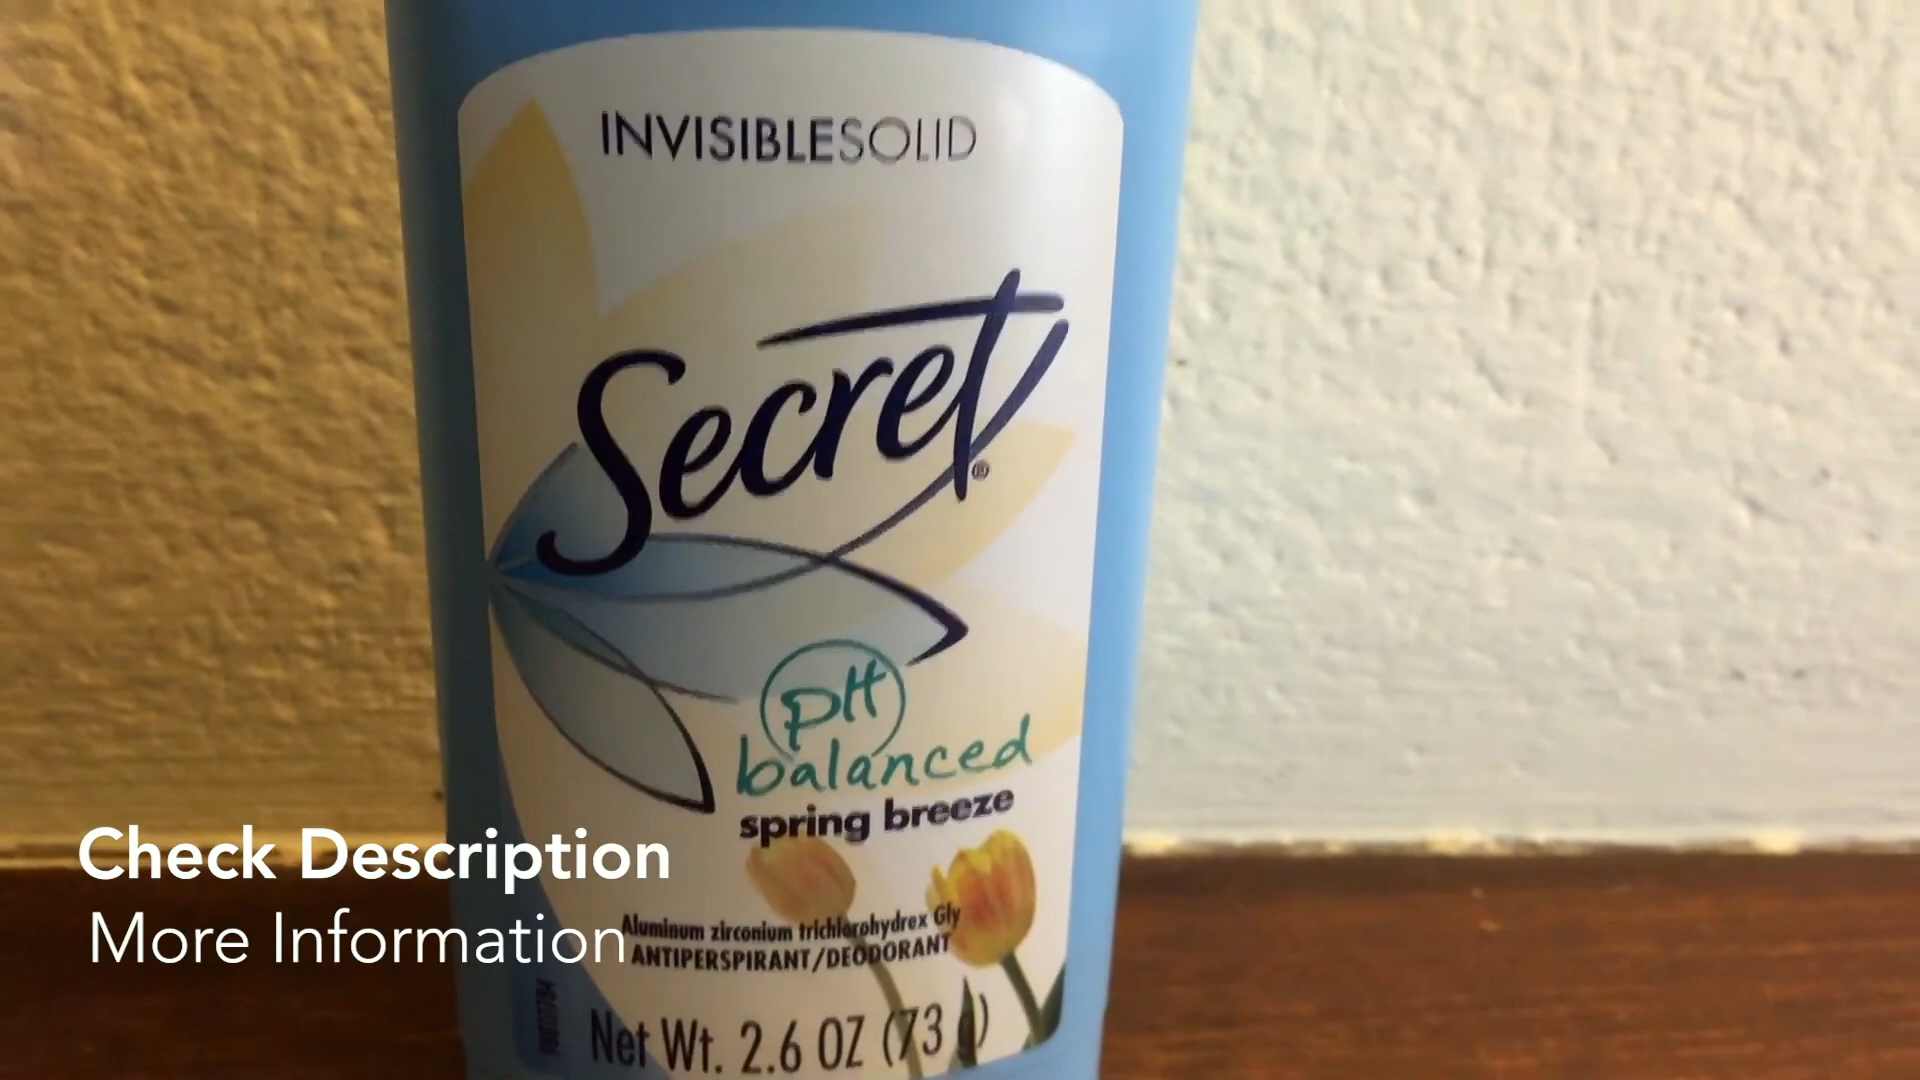 INVISIBLESOLID
Secret®
pH
balanced
spring breeze
Aluminum zirconium trichlorohydrex Gly
ANTIPERSPIRANT/DEODORANT
Net Wt. 2.6 OZ (73 g)
Check Description
More Information